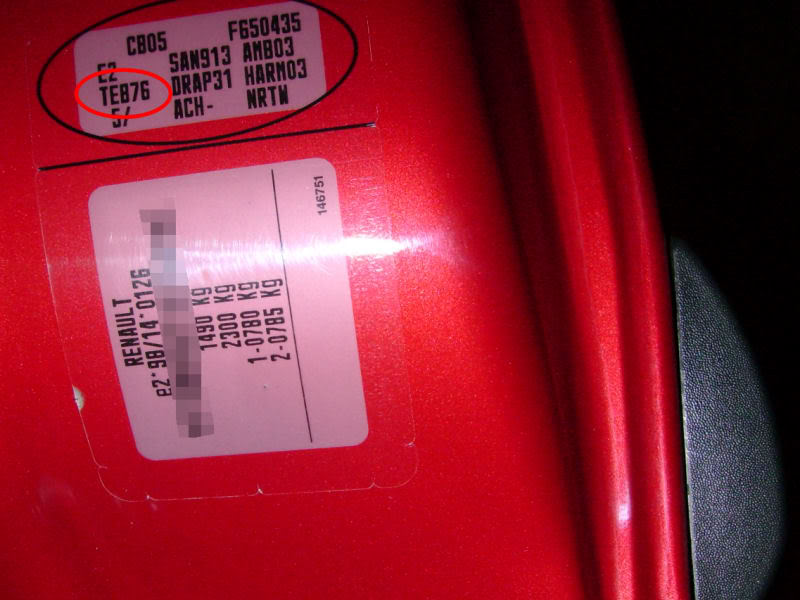 CB05 F650435
E2 SAN913 AMB03
TEB76 DRAP31 HARM03
5/ ACH- NRTW
RENAULT
e2*98/14*0126
1490 Kg
2300 Kg
1-0780 Kg
2-0785 Kg
146751